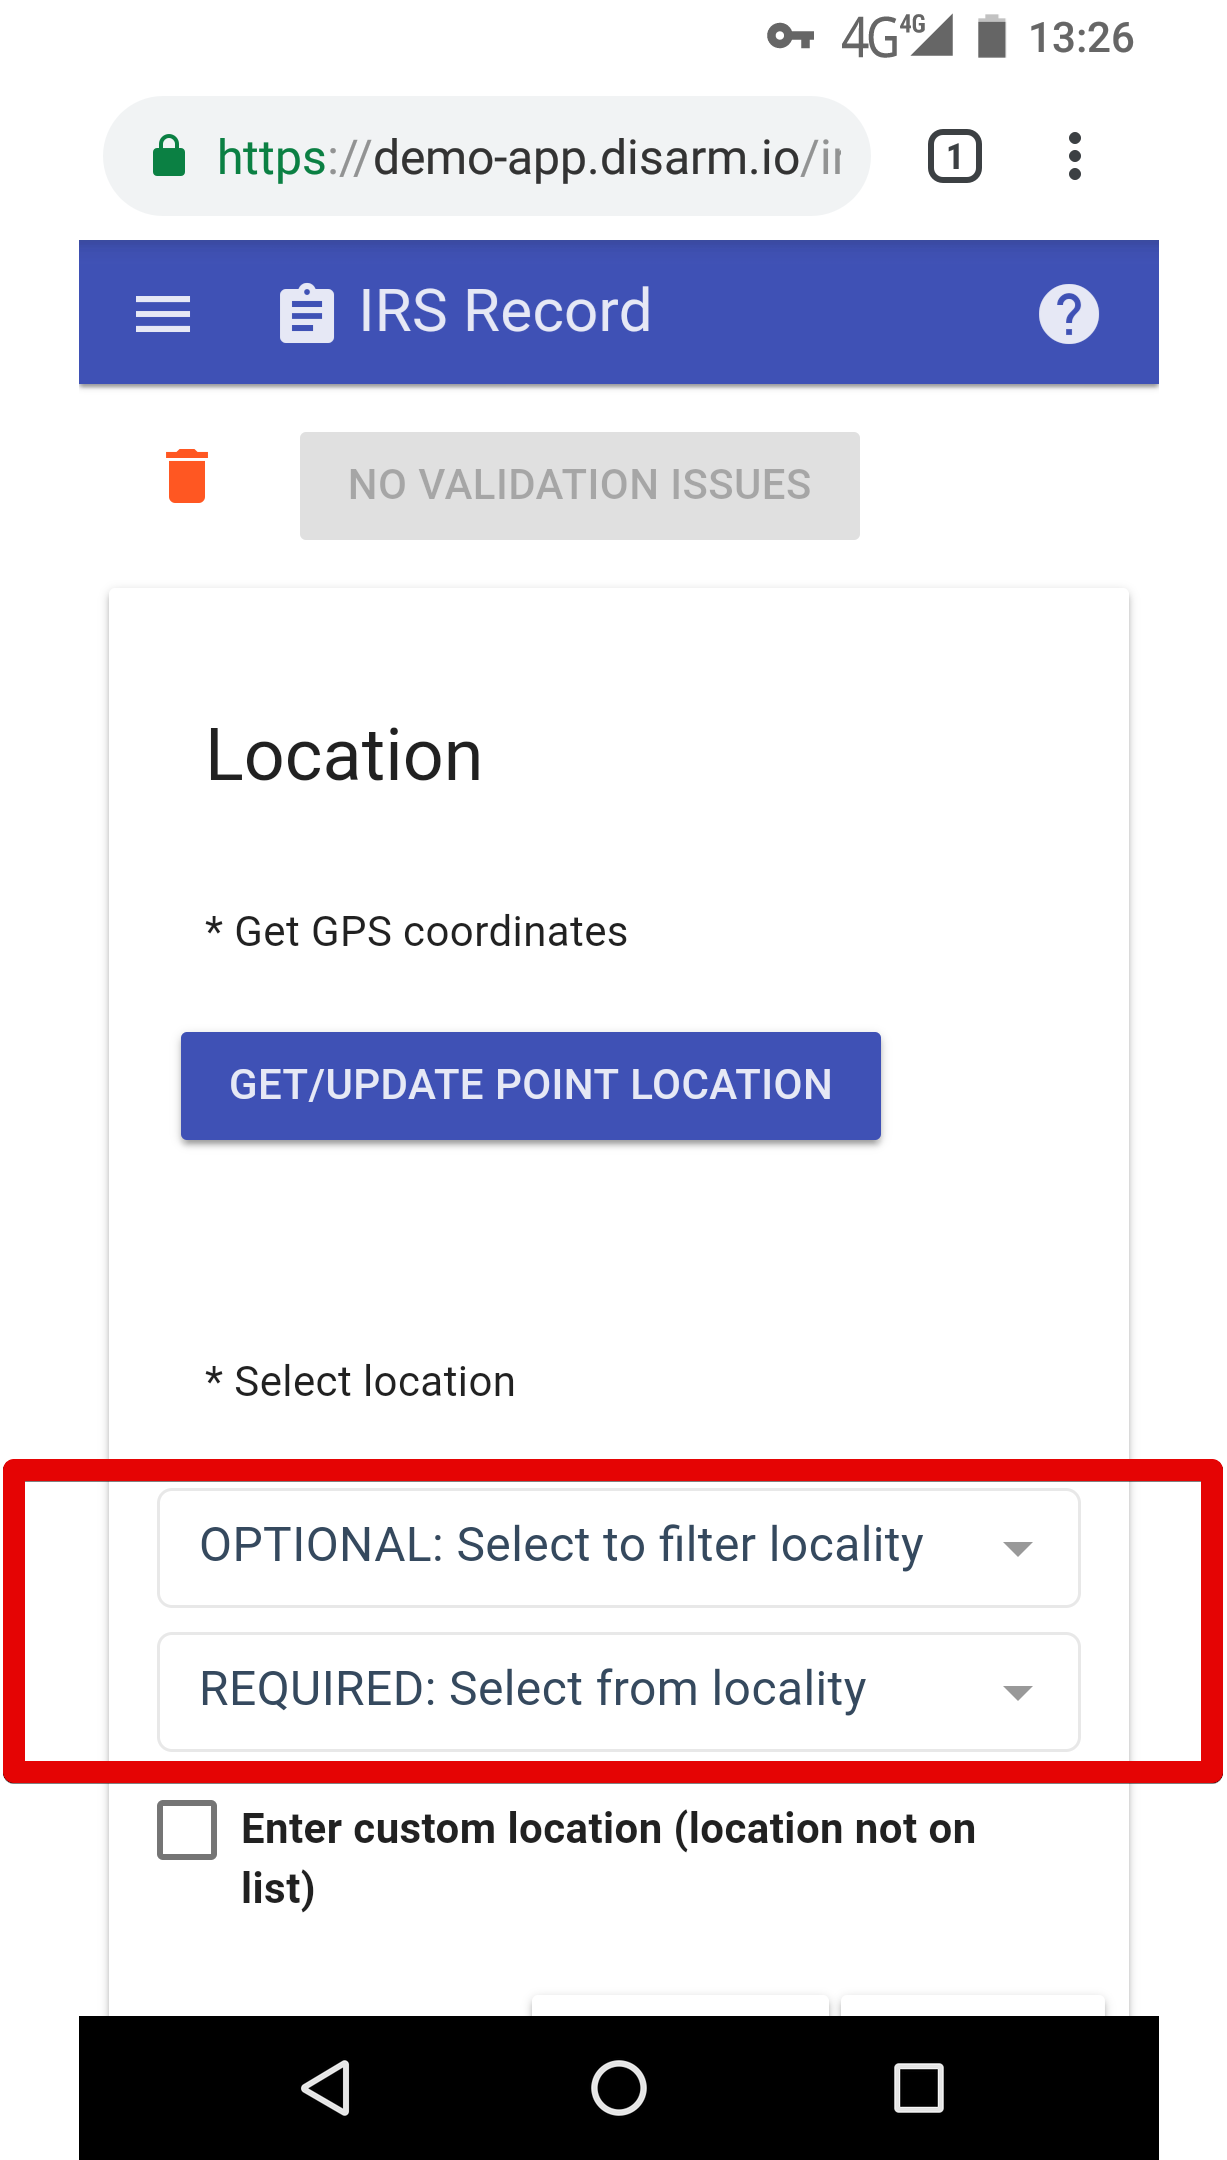 4G 4G 13:26
https://demo-app.disarm.io/ir
1
IRS Record
?
NO VALIDATION ISSUES
Location
* Get GPS coordinates
GET/UPDATE POINT LOCATION
* Select location
OPTIONAL: Select to filter locality
REQUIRED: Select from locality
Enter custom location (location not on
list)